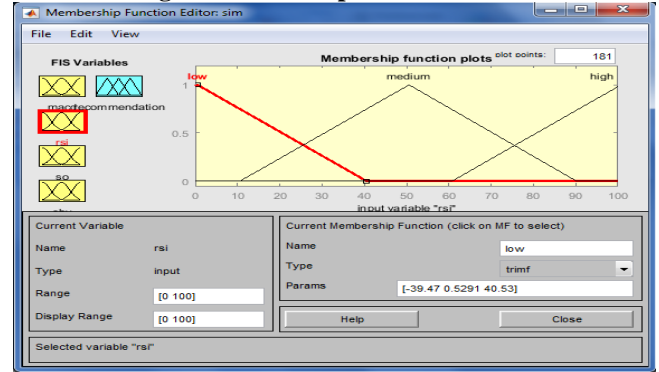 Membership Function Editor: sim
File Edit View
FIS Variables
Membership function plots
plot points:
181
low
medium
high
recommendation
rsi
so
1
0.5
0
0 10 20 30 40 50 60 70 80 90 100
input variable "rsi"
Current Variable
Name rsi
Type input
Range [0 100]
Display Range [0 100]
Current Membership Function (click on MF to select)
Name low
Type trimf
Params [-39.47 0.5291 40.53]
Help
Close
Selected variable "rsi"